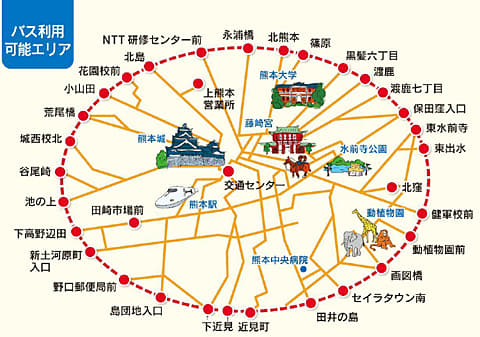 バス利用
可能エリア
永浦橋
北熊本
NTT 研修センター前
篠原
北島
黒髪六丁目
花園校前
熊本大学
渡鹿
小山田
上熊本
営業所
渡鹿七丁目
荒尾橋
藤崎宮
保田窪入口
城西校北
熊本城
水前寺公園
東水前寺
東出水
谷尾崎
交通センター
北窪
池の上
熊本駅
田崎市場前
動植物園
健軍校前
下高野辺田
動植物園前
新土河原町
入口
熊本中央病院
画図橋
野口郵便局前
セイラタウン南
島団地入口
田井の島
下近見
近見町